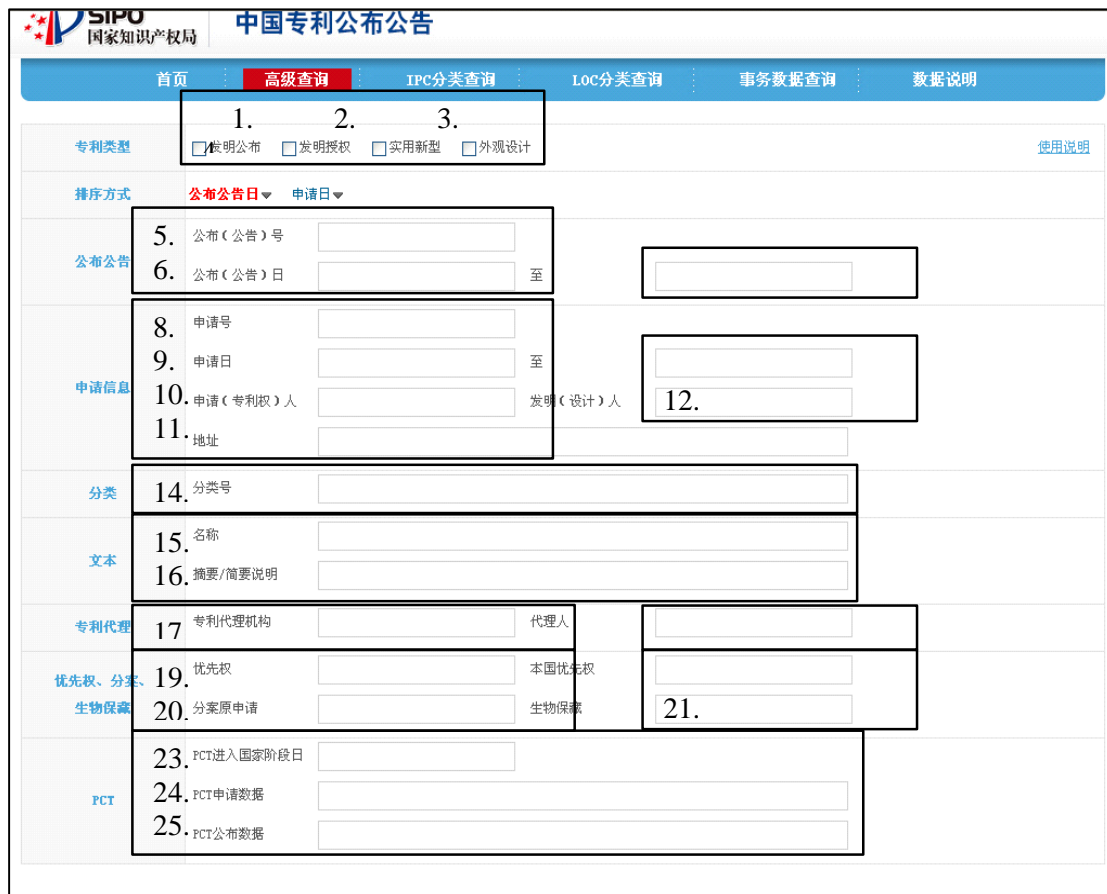 SIPO
国家知识产权局
中国专利公布公告
首页 高级查询 IPC分类查询 LOC分类查询 事务数据查询 数据说明
1. 2. 3.
专利类型 发明公布 发明授权 实用新型 外观设计 使用说明
排序方式 公布公告日 申请日
公布公告
5. 公布(公告)号
6. 公布(公告)日 至
申请信息
8. 申请号
9. 申请日 至
10. 申请(专利权)人 发明(设计)人 12.
11. 地址
分类 14. 分类号
文本
15. 名称
16. 摘要/简要说明
专利代理 17 专利代理机构 代理人
优先权、分案、
生物保藏
19. 优先权 本国优先权
20. 分案原申请 生物保藏 21.
PCT
23. PCT进入国家阶段日
24. PCT申请数据
25. PCT公布数据